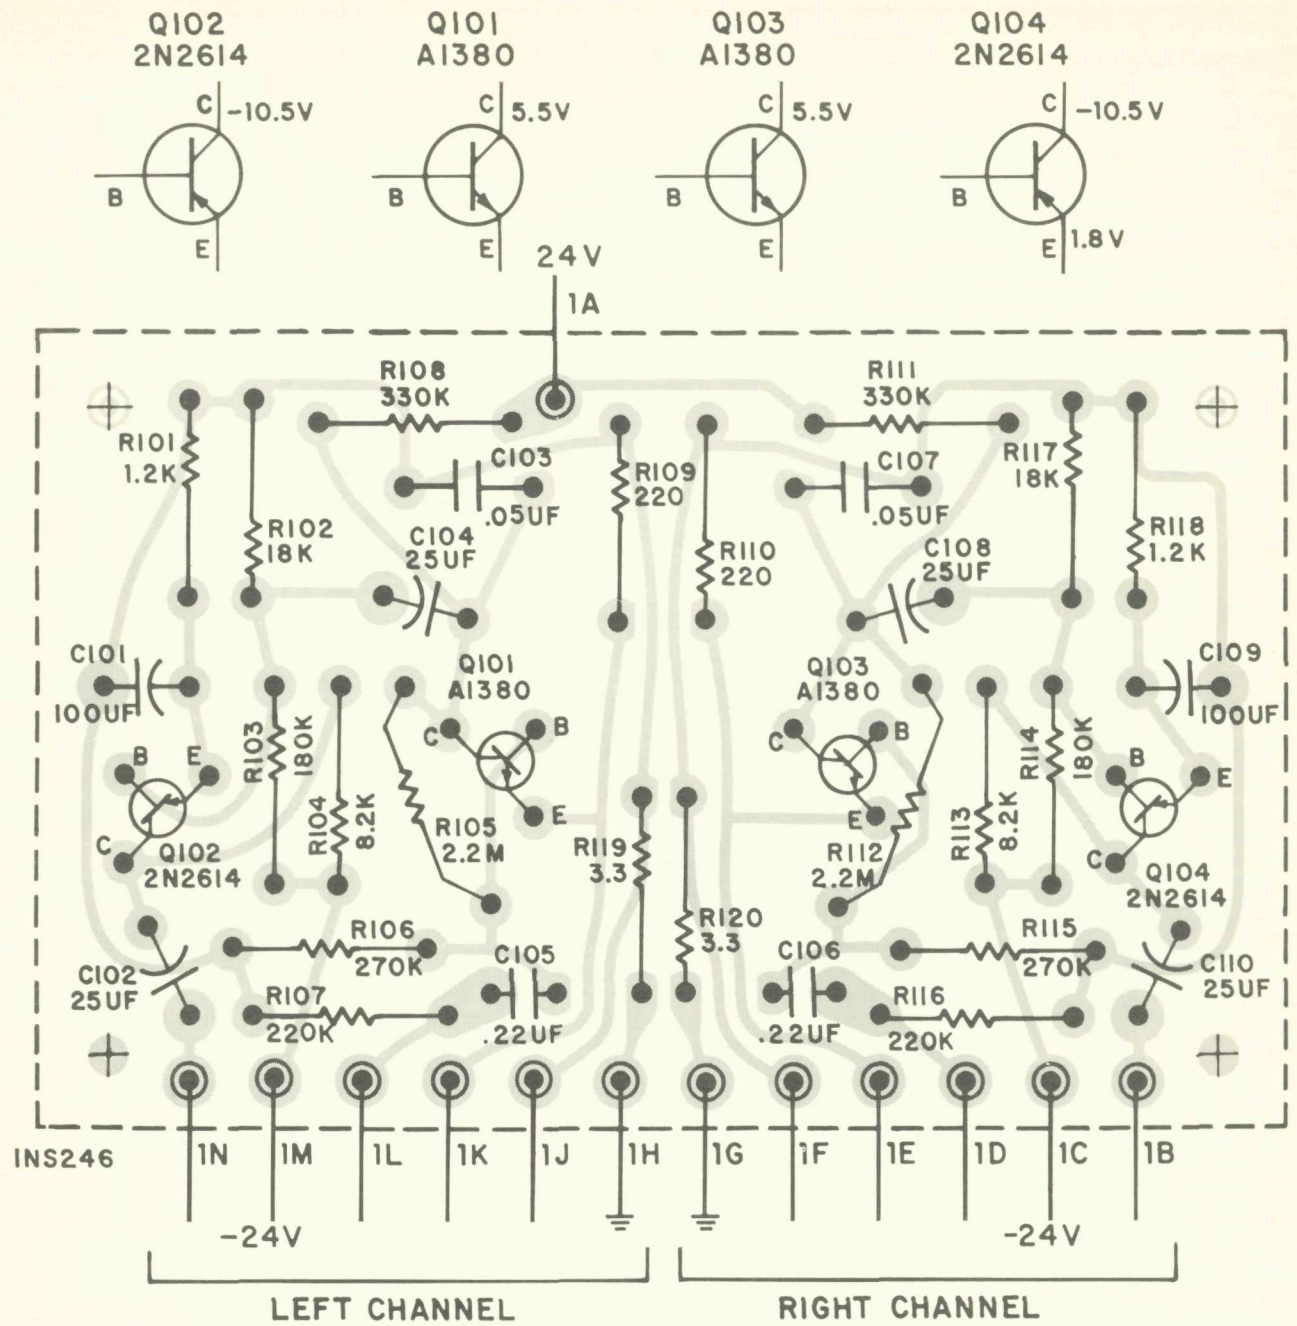 Q102
2N2614
Q101
A1380
Q103
A1380
Q104
2N2614
C -10.5V
B
E
C 5.5V
B
E
C 5.5V
B
E
C -10.5V
B
E 1.8V
24V
1A
R108
330K
R111
330K
R101
1.2K
C103
.05UF
R109
220
C107
.05UF
R117
18K
R102
18K
C104
25UF
R110
220
C108
25UF
R118
1.2K
C101
100UF
Q101
A1380
Q103
A1380
C109
100UF
R103
180K
R104
8.2K
C
B
E
C
B
E
R113
8.2K
R114
180K
B
E
C
Q102
2N2614
R105
2.2M
R119
3.3
R112
2.2M
B
E
C
Q104
2N2614
R106
270K
R120
3.3
R115
270K
C102
25UF
R107
220K
C105
.22UF
C106
.22UF
R116
220K
C110
25UF
INS246
1N
1M
1L
1K
1J
1H
1G
1F
1E
1D
1C
1B
-24V
-24V
LEFT CHANNEL
RIGHT CHANNEL